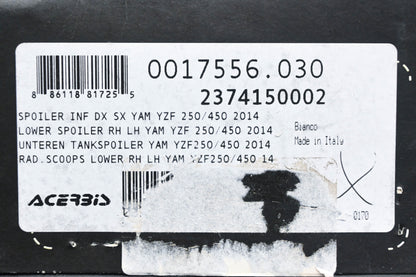 0017556.030
8 86118 81725 5
2374150002
SPOILER INF DX SX YAM YZF 250/450 2014
LOWER SPOILER RH LH YAM YZF 250/450 2014
UNTEREN TANKSPOILER YAM YZF250/450 2014
RAD.SCOOPS LOWER RH LH YAM YZF250/450 14
Bianco
Made in Italy
ACERBIS
0170